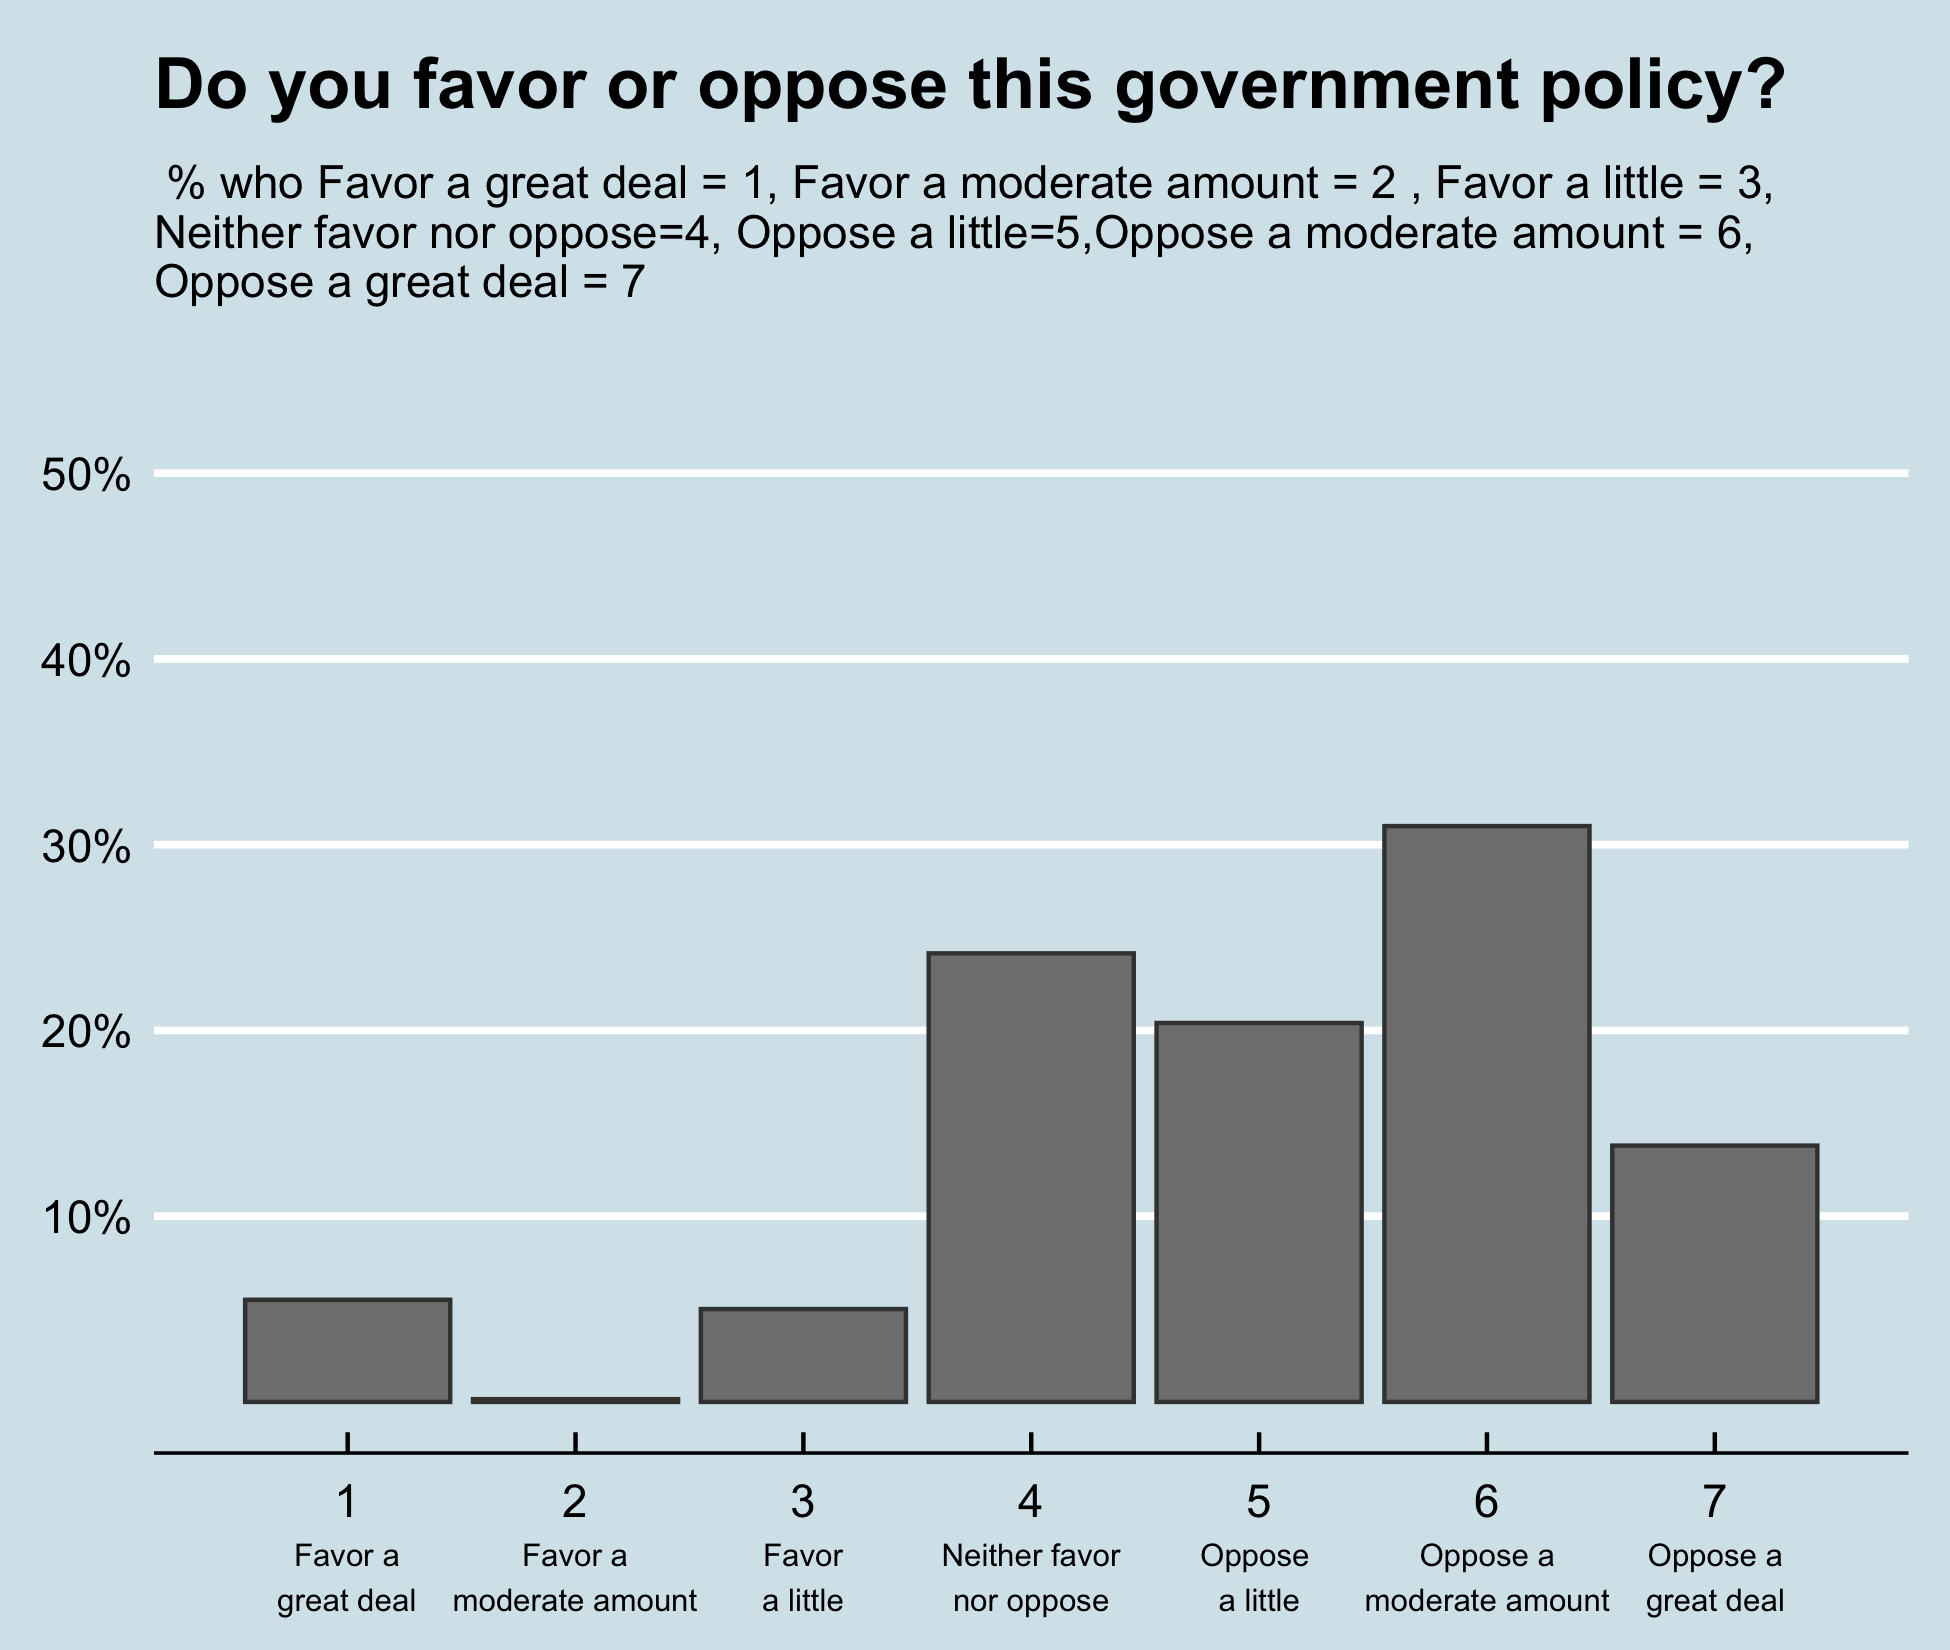 Do you favor or oppose this government policy?
% who Favor a great deal = 1, Favor a moderate amount = 2 , Favor a little = 3,
Neither favor nor oppose=4, Oppose a little=5,Oppose a moderate amount = 6,
Oppose a great deal = 7
50%
40%
30%
20%
10%
1 2 3 4 5 6 7
Favor a Favor a Favor Neither favor Oppose Oppose a Oppose a
great deal moderate amount a little nor oppose a little moderate amount great deal